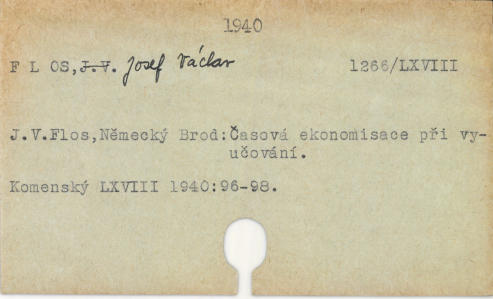 1940
F L OS, J.V. Josef Václav 1266/LXVIII
J.V.Flos,Německý Brod:Časová ekonomisace při vy-
učování.
Komenský LXVIII 1940:96-98.